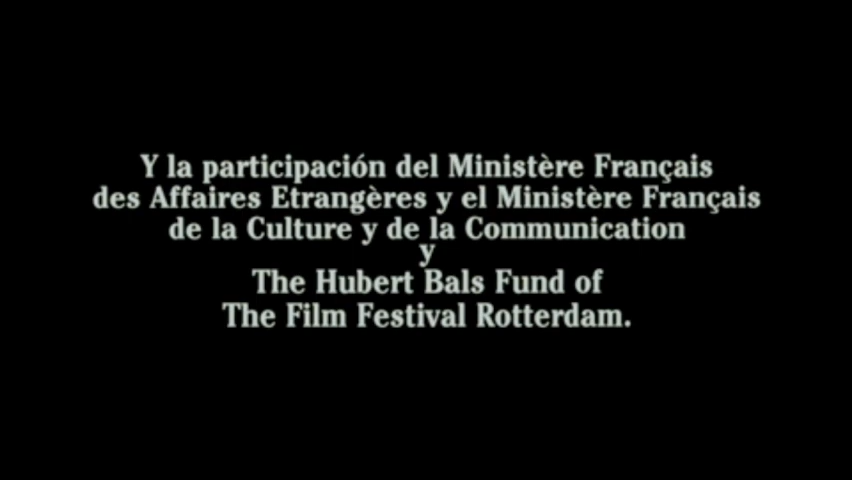 Y la participación del Ministère Français
des Affaires Etrangères y el Ministère Français
de la Culture y de la Communication
y
The Hubert Bals Fund of
The Film Festival Rotterdam.